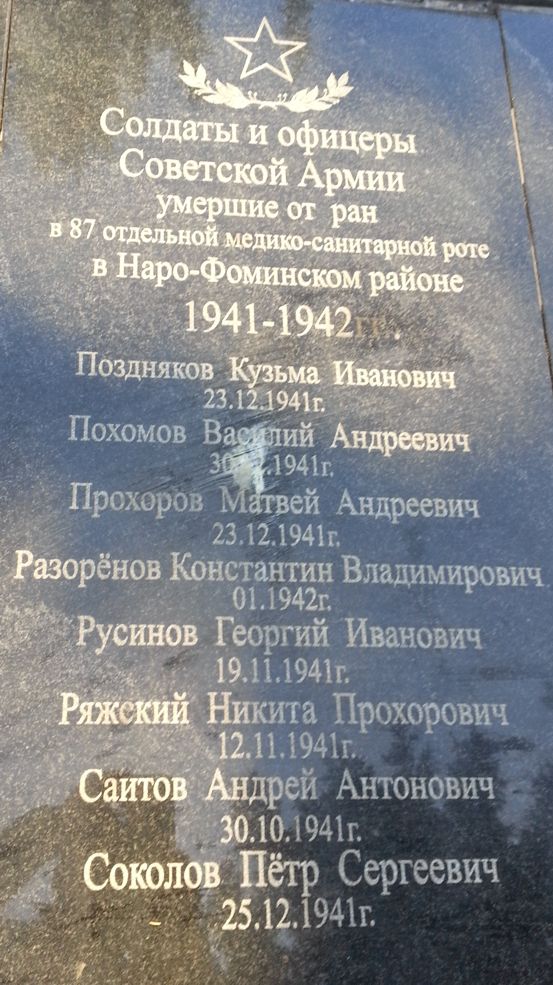 Солдаты и офицеры
Советской Армии
умершие от ран
в 87 отдельной медико-санитарной роте
в Наро-Фоминском районе
1941-1942гг.
Поздняков Кузьма Иванович
23.12.1941г.
Похомов Василий Андреевич
Прохоров Матвей Андреевич
23.12.1941г.
Разорёнов Константин Владимирович
01.1942г.
Русинов Георгий Иванович
19.11.1941г.
Ряжский Никита Прохорович
12.11.1941г.
Саитов Андрей Антонович
30.10.1941г.
Соколов Пётр Сергеевич
25.12.1941г.